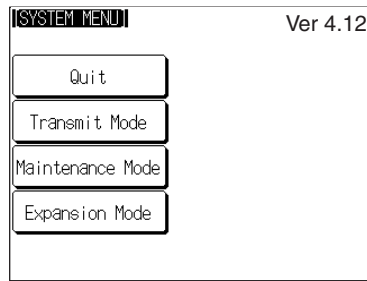 [SYSTEM MENU]
Ver 4.12
Quit
Transmit Mode
Maintenance Mode
Expansion Mode